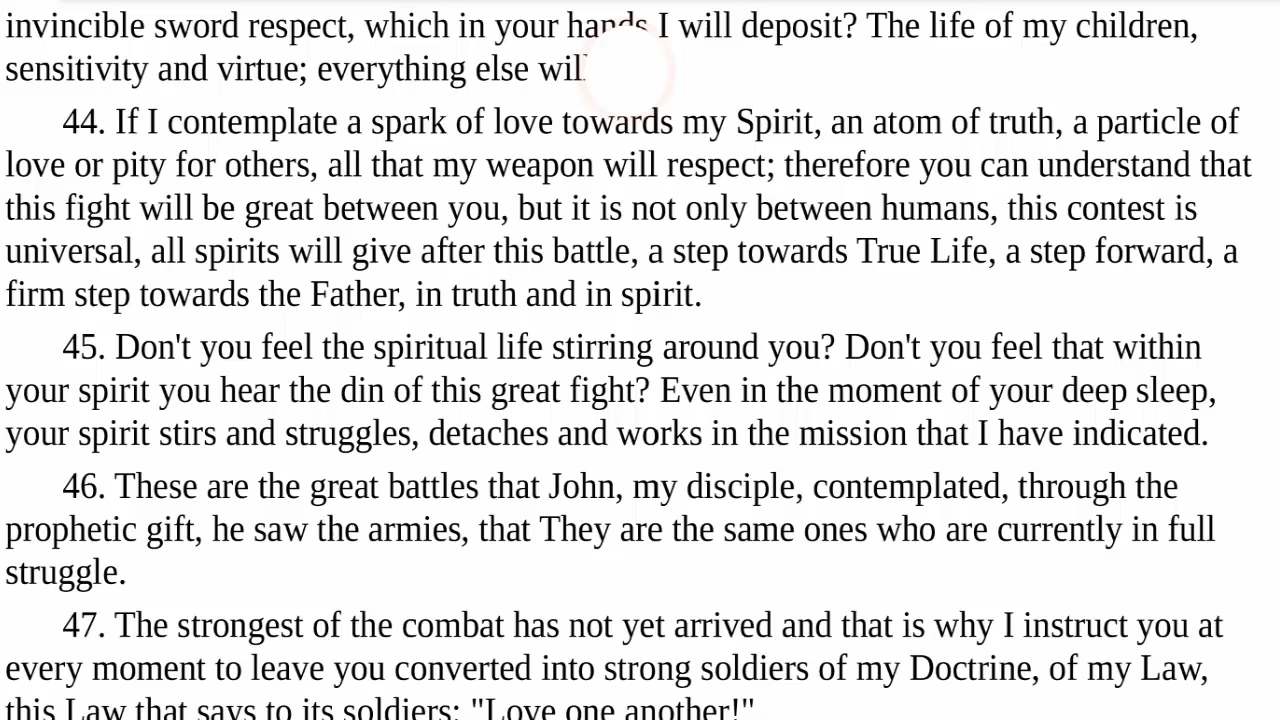 invincible sword respect, which in your hands I will deposit? The life of my children,
sensitivity and virtue; everything else will
44. If I contemplate a spark of love towards my Spirit, an atom of truth, a particle of
love or pity for others, all that my weapon will respect; therefore you can understand that
this fight will be great between you, but it is not only between humans, this contest is
universal, all spirits will give after this battle, a step towards True Life, a step forward, a
firm step towards the Father, in truth and in spirit.
45. Don't you feel the spiritual life stirring around you? Don't you feel that within
your spirit you hear the din of this great fight? Even in the moment of your deep sleep,
your spirit stirs and struggles, detaches and works in the mission that I have indicated.
46. These are the great battles that John, my disciple, contemplated, through the
prophetic gift, he saw the armies, that They are the same ones who are currently in full
struggle.
47. The strongest of the combat has not yet arrived and that is why I instruct you at
every moment to leave you converted into strong soldiers of my Doctrine, of my Law,
this Law that says to its soldiers: "Love one another!"